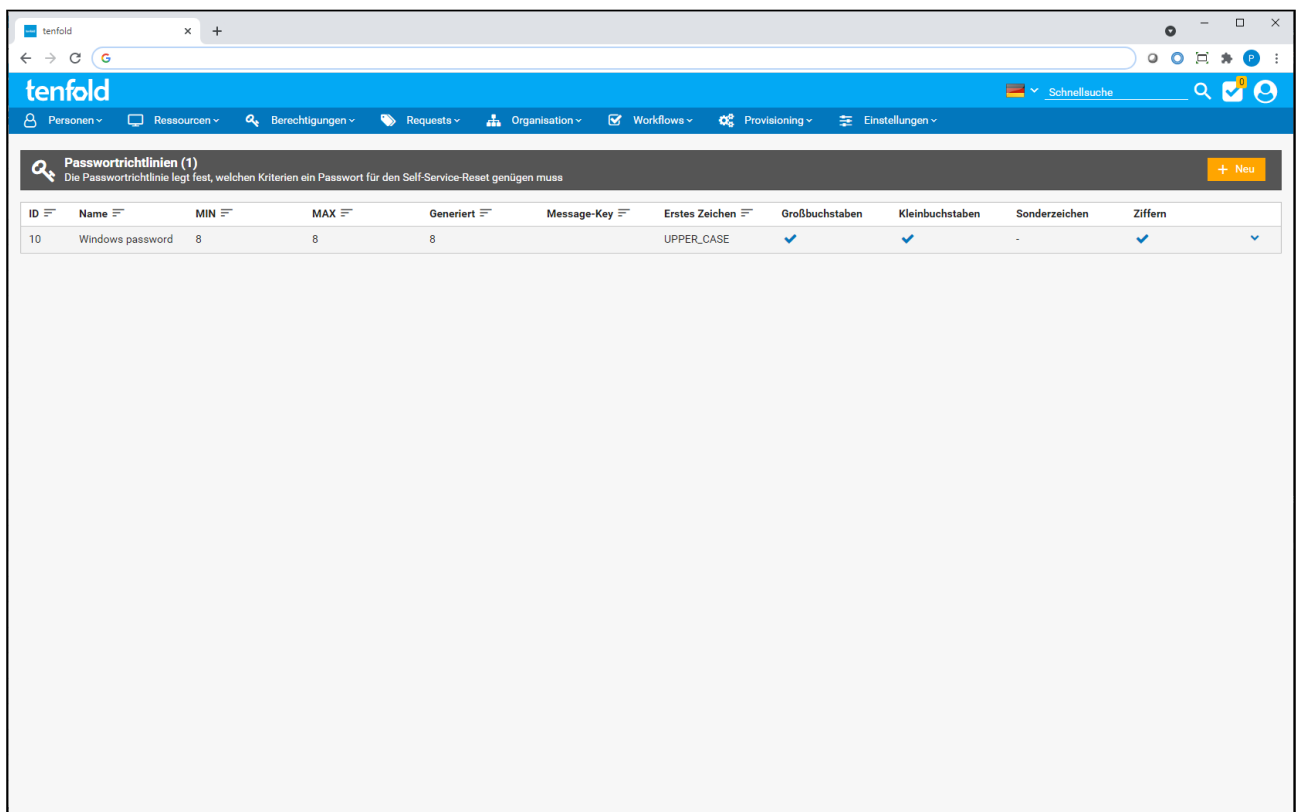 tenfold
G
P
tenfold
Schnellsuche
0
Personen Ressourcen Berechtigungen Requests Organisation Workflows Provisioning Einstellungen
Passwortrichtlinien (1)
Die Passwortrichtlinie legt fest, welchen Kriterien ein Passwort für den Self-Service-Reset genügen muss
+ Neu
ID Name MIN MAX Generiert Message-Key Erstes Zeichen Großbuchstaben Kleinbuchstaben Sonderzeichen Ziffern
10 Windows password 8 8 8 UPPER_CASE -